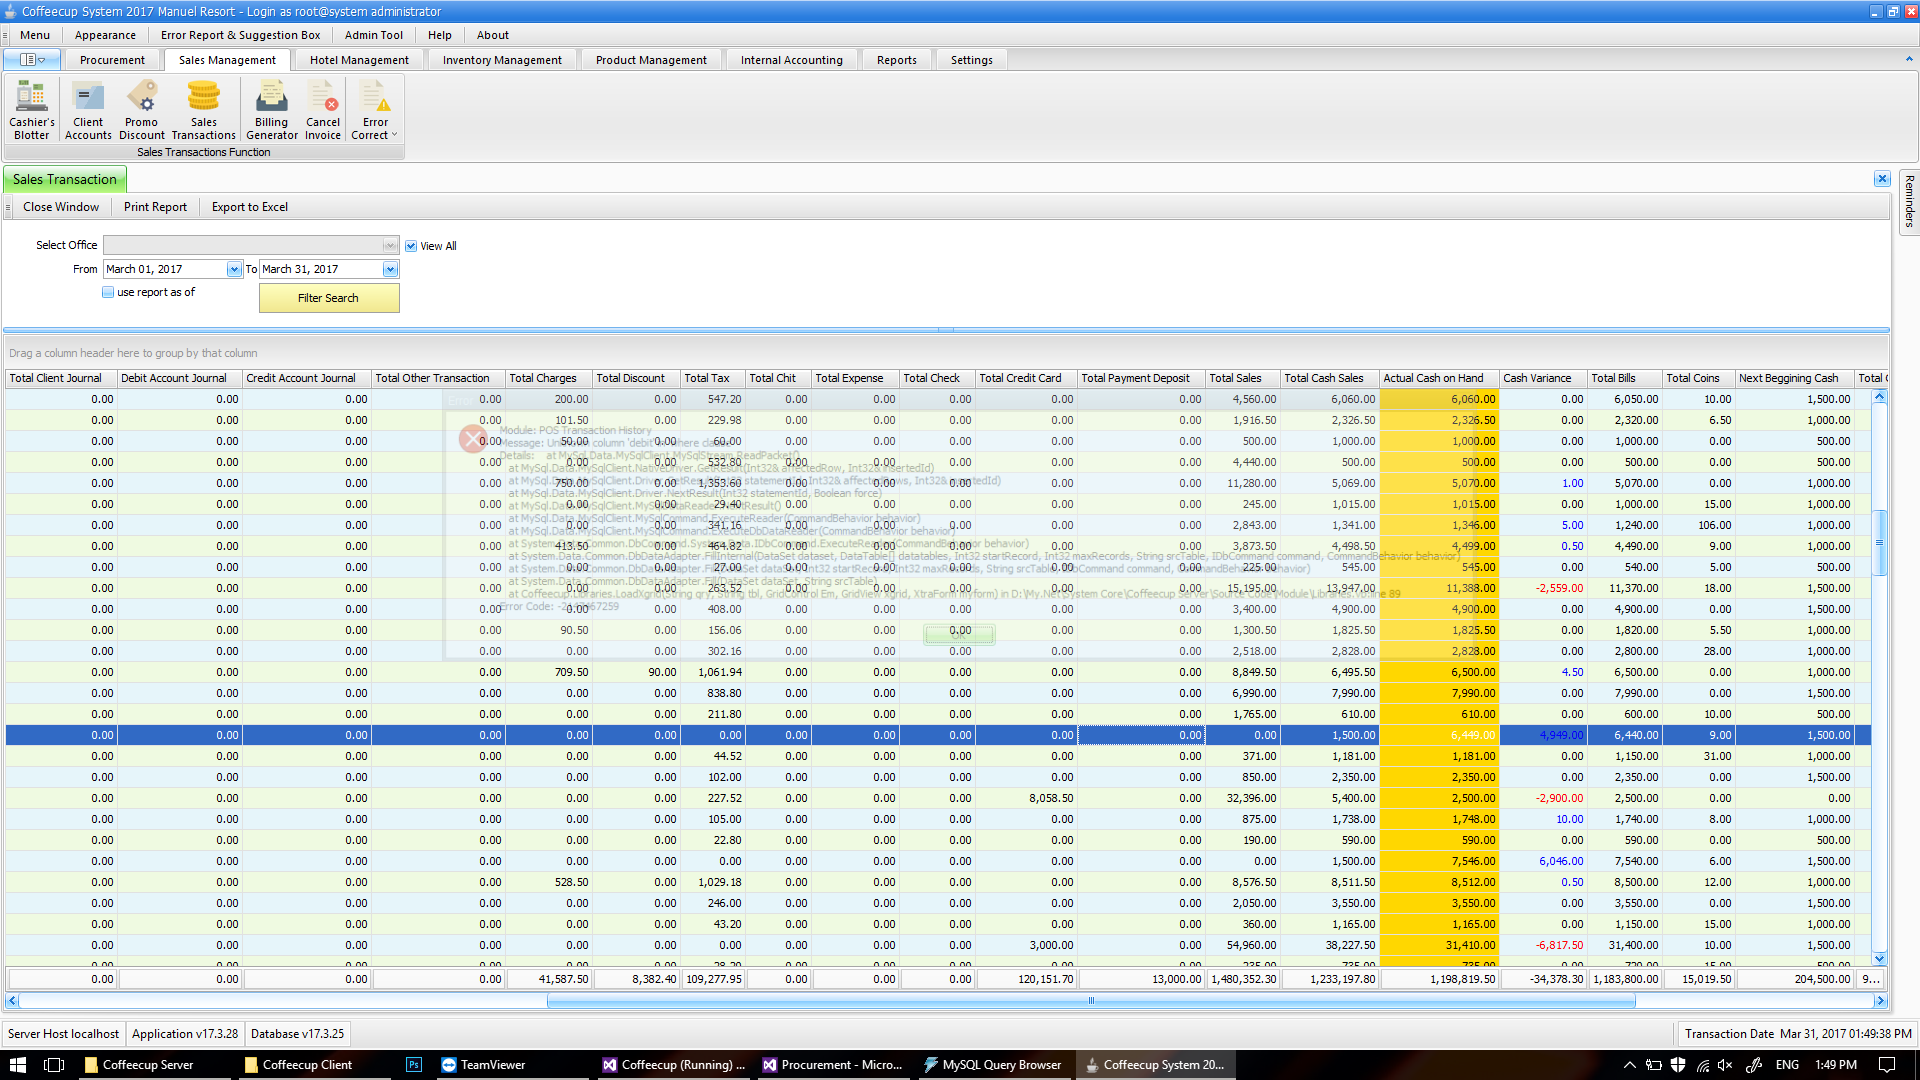 Coffeecup System 2017 Manuel Resort - Login as root@system administrator
Menu Appearance Error Report & Suggestion Box Admin Tool Help About
Procurement Sales Management Hotel Management Inventory Management Product Management Internal Accounting Reports Settings
Cashier's Blotter Client Accounts Promo Discount Sales Transactions Billing Generator Cancel Invoice Error Correct
Sales Transactions Function
Sales Transaction
Reminders
Close Window Print Report Export to Excel
Select Office View All
From March 01, 2017 To March 31, 2017
use report as of Filter Search
Drag a column header here to group by that column
Total Client Journal Debit Account Journal Credit Account Journal Total Other Transaction Total Charges Total Discount Total Tax Total Chit Total Expense Total Check Total Credit Card Total Payment Deposit Total Sales Total Cash Sales Actual Cash on Hand Cash Variance Total Bills Total Coins Next Beggining Cash Total
0.00 0.00 0.00 0.00 200.00 0.00 547.20 0.00 0.00 0.00 0.00 0.00 4,560.00 6,060.00 6,060.00 0.00 6,050.00 10.00 1,500.00
0.00 0.00 0.00 0.00 101.50 0.00 229.98 0.00 0.00 0.00 0.00 0.00 1,916.50 2,326.50 2,326.50 0.00 2,320.00 6.50 1,000.00
0.00 0.00 0.00 0.00 50.00 0.00 60.00 0.00 0.00 0.00 0.00 0.00 500.00 1,000.00 1,000.00 0.00 1,000.00 0.00 500.00
0.00 0.00 0.00 0.00 0.00 0.00 532.80 0.00 0.00 0.00 0.00 0.00 4,440.00 500.00 500.00 0.00 500.00 0.00 500.00
0.00 0.00 0.00 0.00 750.00 0.00 1,353.60 0.00 0.00 0.00 0.00 0.00 11,280.00 5,069.00 5,070.00 1.00 5,070.00 0.00 1,000.00
0.00 0.00 0.00 0.00 0.00 0.00 29.40 0.00 0.00 0.00 0.00 0.00 245.00 1,015.00 1,015.00 0.00 1,000.00 15.00 1,000.00
0.00 0.00 0.00 0.00 0.00 0.00 341.16 0.00 0.00 0.00 0.00 0.00 2,843.00 1,341.00 1,346.00 5.00 1,240.00 106.00 1,000.00
0.00 0.00 0.00 0.00 413.50 0.00 464.82 0.00 0.00 0.00 0.00 0.00 3,873.50 4,498.50 4,499.00 0.50 4,490.00 9.00 1,000.00
0.00 0.00 0.00 0.00 0.00 0.00 27.00 0.00 0.00 0.00 0.00 0.00 225.00 545.00 545.00 0.00 540.00 5.00 500.00
0.00 0.00 0.00 0.00 0.00 0.00 263.52 0.00 0.00 0.00 0.00 0.00 15,195.00 13,947.00 11,388.00 -2,559.00 11,370.00 18.00 1,500.00
0.00 0.00 0.00 0.00 0.00 0.00 408.00 0.00 0.00 0.00 0.00 0.00 3,400.00 4,900.00 4,900.00 0.00 4,900.00 0.00 1,500.00
0.00 0.00 0.00 0.00 90.50 0.00 156.06 0.00 0.00 0.00 0.00 0.00 1,300.50 1,825.50 1,825.50 0.00 1,820.00 5.50 1,000.00
0.00 0.00 0.00 0.00 0.00 0.00 302.16 0.00 0.00 0.00 0.00 0.00 2,518.00 2,828.00 2,828.00 0.00 2,800.00 28.00 1,000.00
0.00 0.00 0.00 0.00 709.50 90.00 1,061.94 0.00 0.00 0.00 0.00 0.00 8,849.50 6,495.50 6,500.00 4.50 6,500.00 0.00 1,000.00
0.00 0.00 0.00 0.00 0.00 0.00 838.80 0.00 0.00 0.00 0.00 0.00 6,990.00 7,990.00 7,990.00 0.00 7,990.00 0.00 1,500.00
0.00 0.00 0.00 0.00 0.00 0.00 211.80 0.00 0.00 0.00 0.00 0.00 1,765.00 610.00 610.00 0.00 600.00 10.00 500.00
0.00 0.00 0.00 0.00 0.00 0.00 0.00 0.00 0.00 0.00 0.00 0.00 0.00 1,500.00 6,449.00 4,949.00 6,440.00 9.00 1,500.00
0.00 0.00 0.00 0.00 0.00 0.00 44.52 0.00 0.00 0.00 0.00 0.00 371.00 1,181.00 1,181.00 0.00 1,150.00 31.00 1,000.00
0.00 0.00 0.00 0.00 0.00 0.00 102.00 0.00 0.00 0.00 0.00 0.00 850.00 2,350.00 2,350.00 0.00 2,350.00 0.00 1,500.00
0.00 0.00 0.00 0.00 0.00 0.00 227.52 0.00 0.00 0.00 8,058.50 0.00 32,396.00 5,400.00 2,500.00 -2,900.00 2,500.00 0.00 0.00
0.00 0.00 0.00 0.00 0.00 0.00 105.00 0.00 0.00 0.00 0.00 0.00 875.00 1,738.00 1,748.00 10.00 1,740.00 8.00 1,000.00
0.00 0.00 0.00 0.00 0.00 0.00 22.80 0.00 0.00 0.00 0.00 0.00 190.00 590.00 590.00 0.00 590.00 0.00 500.00
0.00 0.00 0.00 0.00 0.00 0.00 0.00 0.00 0.00 0.00 0.00 0.00 0.00 1,500.00 7,546.00 6,046.00 7,540.00 6.00 1,500.00
0.00 0.00 0.00 0.00 528.50 0.00 1,029.18 0.00 0.00 0.00 0.00 0.00 8,576.50 8,511.50 8,512.00 0.50 8,500.00 12.00 1,000.00
0.00 0.00 0.00 0.00 0.00 0.00 246.00 0.00 0.00 0.00 0.00 0.00 2,050.00 3,550.00 3,550.00 0.00 3,550.00 0.00 1,500.00
0.00 0.00 0.00 0.00 0.00 0.00 43.20 0.00 0.00 0.00 0.00 0.00 360.00 1,165.00 1,165.00 0.00 1,150.00 15.00 1,000.00
0.00 0.00 0.00 0.00 0.00 0.00 0.00 0.00 0.00 0.00 3,000.00 0.00 54,960.00 38,227.50 31,410.00 -6,817.50 31,400.00 10.00 1,500.00
0.00 0.00 0.00 0.00 41,587.50 8,382.40 109,277.95 0.00 0.00 0.00 120,151.70 13,000.00 1,480,352.30 1,233,197.80 1,198,819.50 -34,378.30 1,183,800.00 15,019.50 204,500.00 9...
Module: POS Transaction History
Message: Unknown column 'debit' in 'where clause'
Details: at MySql.Data.MySqlClient.MySqlStream.ReadPacket()
at MySql.Data.MySqlClient.NativeDriver.GetResult(Int32& affectedRow, Int32& insertedId)
at MySql.Data.MySqlClient.Driver.GetResult(Int32 statementId, Int32& affectedRows, Int32& insertedId)
at MySql.Data.MySqlClient.Driver.NextResult(Int32 statementId, Boolean force)
at MySql.Data.MySqlClient.MySqlDataReader.NextResult()
at MySql.Data.MySqlClient.MySqlCommand.ExecuteReader(CommandBehavior behavior)
at MySql.Data.MySqlClient.MySqlCommand.ExecuteDbDataReader(CommandBehavior behavior)
at System.Data.Common.DbCommand.System.Data.IDbCommand.ExecuteReader(CommandBehavior behavior)
at System.Data.Common.DbDataAdapter.FillInternal(DataSet dataset, DataTable[] datatables, Int32 startRecord, Int32 maxRecords, String srcTable, IDbCommand command, CommandBehavior behavior)
at System.Data.Common.DbDataAdapter.Fill(DataSet dataSet, Int32 startRecord, Int32 maxRecords, String srcTable, IDbCommand command, CommandBehavior behavior)
at System.Data.Common.DbDataAdapter.Fill(DataSet dataSet, String srcTable)
at Coffeecup.Libraries.LoadXgrid(String qry, String tbl, GridControl Em, GridView xgrid, XtraForm myform) in D:\My.Net\System Core\Coffeecup Server\Source Code\Module\Libraries.vb:line 89
Error Code: -2147467259
OK
Server Host localhost Application v17.3.28 Database v17.3.25 Transaction Date Mar 31, 2017 01:49:38 PM
Coffeecup Server Coffeecup Client Ps TeamViewer Coffeecup (Running) ... Procurement - Micro... MySQL Query Browser Coffeecup System 20... ENG 1:49 PM